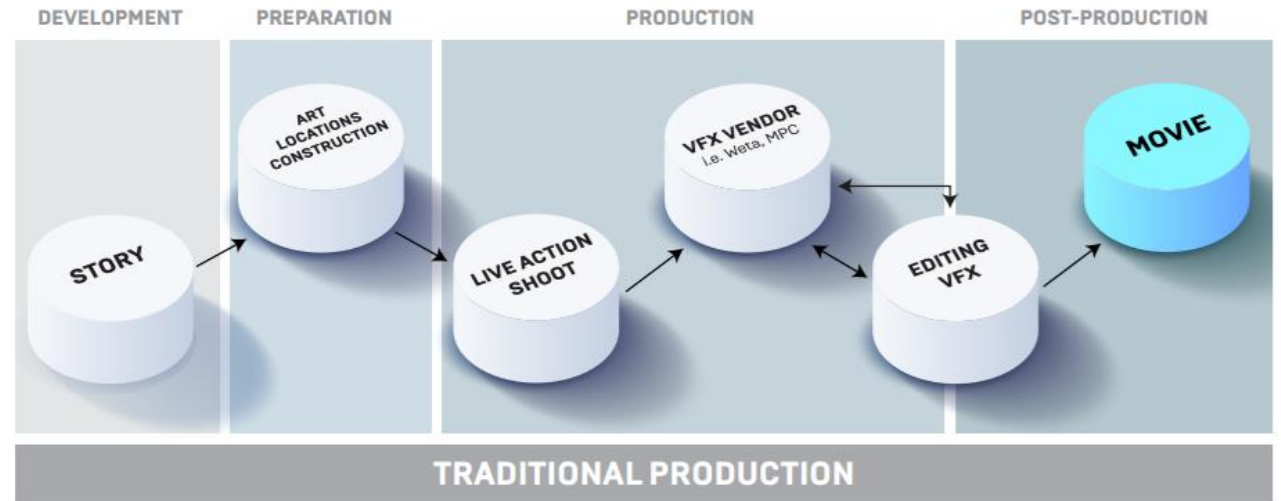 DEVELOPMENT
PREPARATION
PRODUCTION
POST-PRODUCTION
STORY
ART
LOCATIONS
CONSTRUCTION
LIVE ACTION
SHOOT
VFX VENDOR
i.e. Weta, MPC
EDITING
VFX
MOVIE
TRADITIONAL PRODUCTION